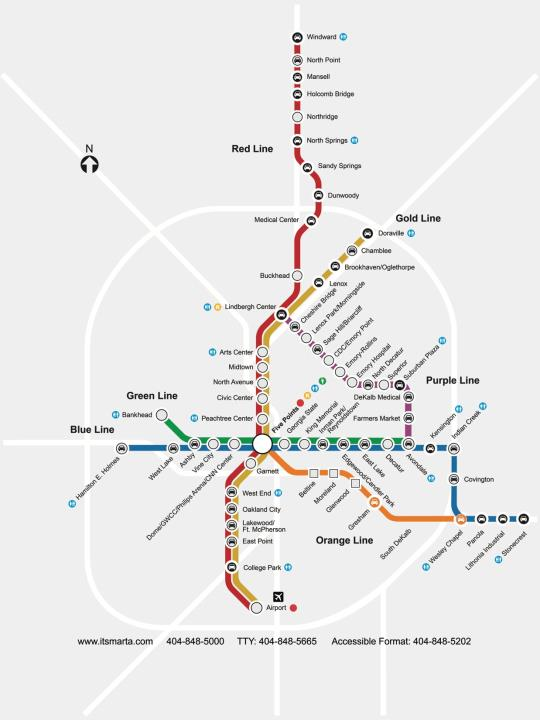 Windward
North Point
Mansell
Holcomb Bridge
Northridge
North Springs
N
Red Line
Sandy Springs
Dunwoody
Medical Center
Gold Line
Doraville
Chamblee
Brookhaven/Oglethorpe
Buckhead
Lenox
Lindbergh Center
Cheshire Bridge
Lenox Park/Morningside
Sage Hill/Briarcliff
CDC/Emory Point
Emory-Rollins
Emory Hospital
North Decatur
Superior
Suburban Plaza
Arts Center
Midtown
North Avenue
Civic Center
Peachtree Center
Purple Line
DeKalb Medical
Farmers Market
Green Line
Bankhead
Blue Line
Hamilton E. Holmes
West Lake
Ashby
Vine City
Dome/GWCC/Philips Arena/CNN Center
Five Points
Georgia State
King Memorial
Inman Park/
Reynoldstown
Edgewood/Candler Park
East Lake
Decatur
Avondale
Kensington
Indian Creek
Garnett
West End
Oakland City
Lakewood/
Ft. McPherson
East Point
College Park
Airport
Beltline
Moreland
Glenwood
Gresham
South DeKalb
Orange Line
Covington
Wesley Chapel
Panola
Lithonia Industrial
Stonecrest
www.itsmarta.com 404-848-5000 TTY: 404-848-5665 Accessible Format: 404-848-5202